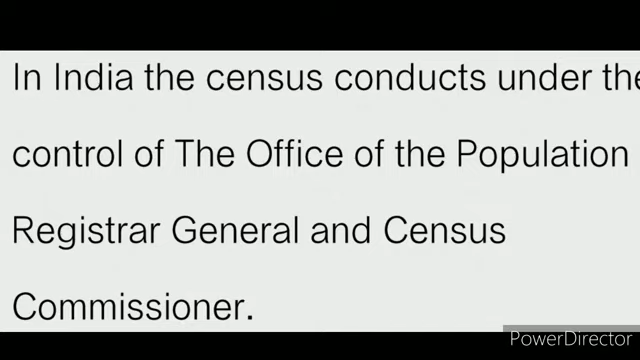 In India the census conducts under the
control of The Office of the Population
Registrar General and Census
Commissioner.
PowerDirector